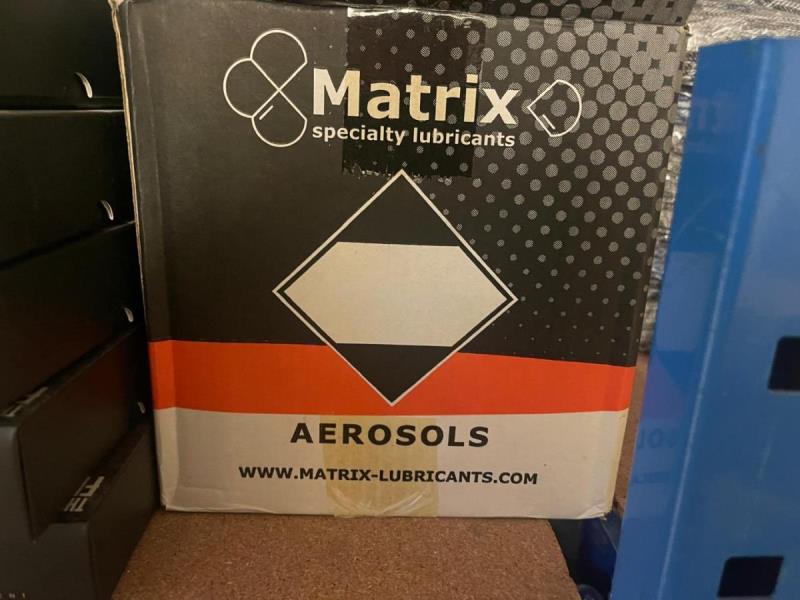 Matrix
specialty lubricants
AEROSOLS
WWW.MATRIX-LUBRICANTS.COM